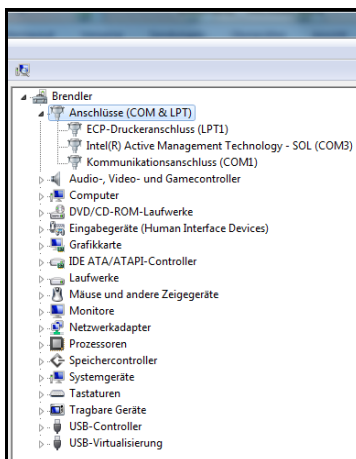 Brendler
Anschlüsse (COM & LPT)
ECP-Druckeranschluss (LPT1)
Intel(R) Active Management Technology - SOL (COM3)
Kommunikationsanschluss (COM1)
Audio-, Video- und Gamecontroller
Computer
DVD/CD-ROM-Laufwerke
Eingabegeräte (Human Interface Devices)
Grafikkarte
IDE ATA/ATAPI-Controller
Laufwerke
Mäuse und andere Zeigegeräte
Monitore
Netzwerkadapter
Prozessoren
Speichercontroller
Systemgeräte
Tastaturen
Tragbare Geräte
USB-Controller
USB-Virtualisierung